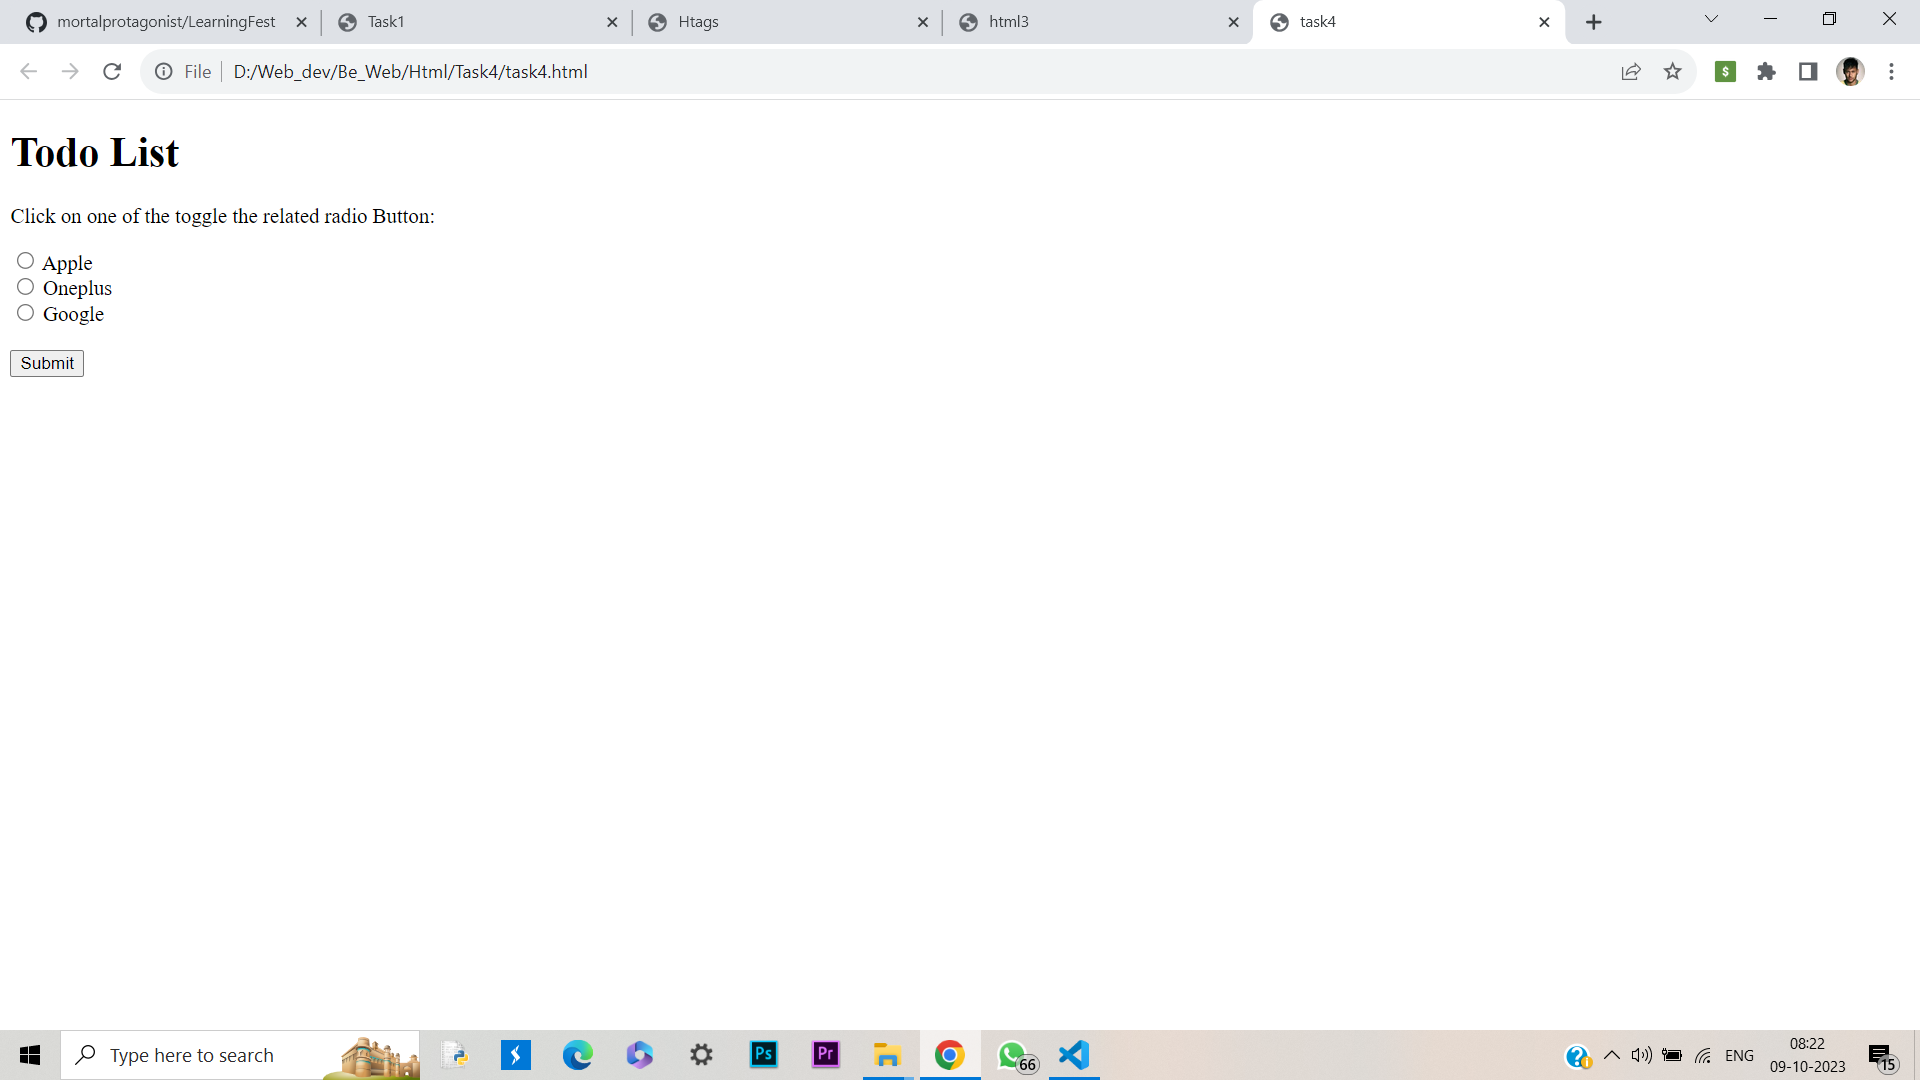 mortalprotagonist/LearningFest
Task1
Htags
html3
task4
File
D:/Web_dev/Be_Web/Html/Task4/task4.html
$
Todo List
Click on one of the toggle the related radio Button:
Apple
Oneplus
Google
Submit
Type here to search
Ps
Pr
66
ENG
08:22
09-10-2023
15